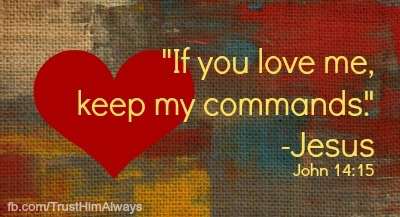 "If you love me,
keep my commands."
-Jesus
John 14:15
fb.com/TrustHimAlways